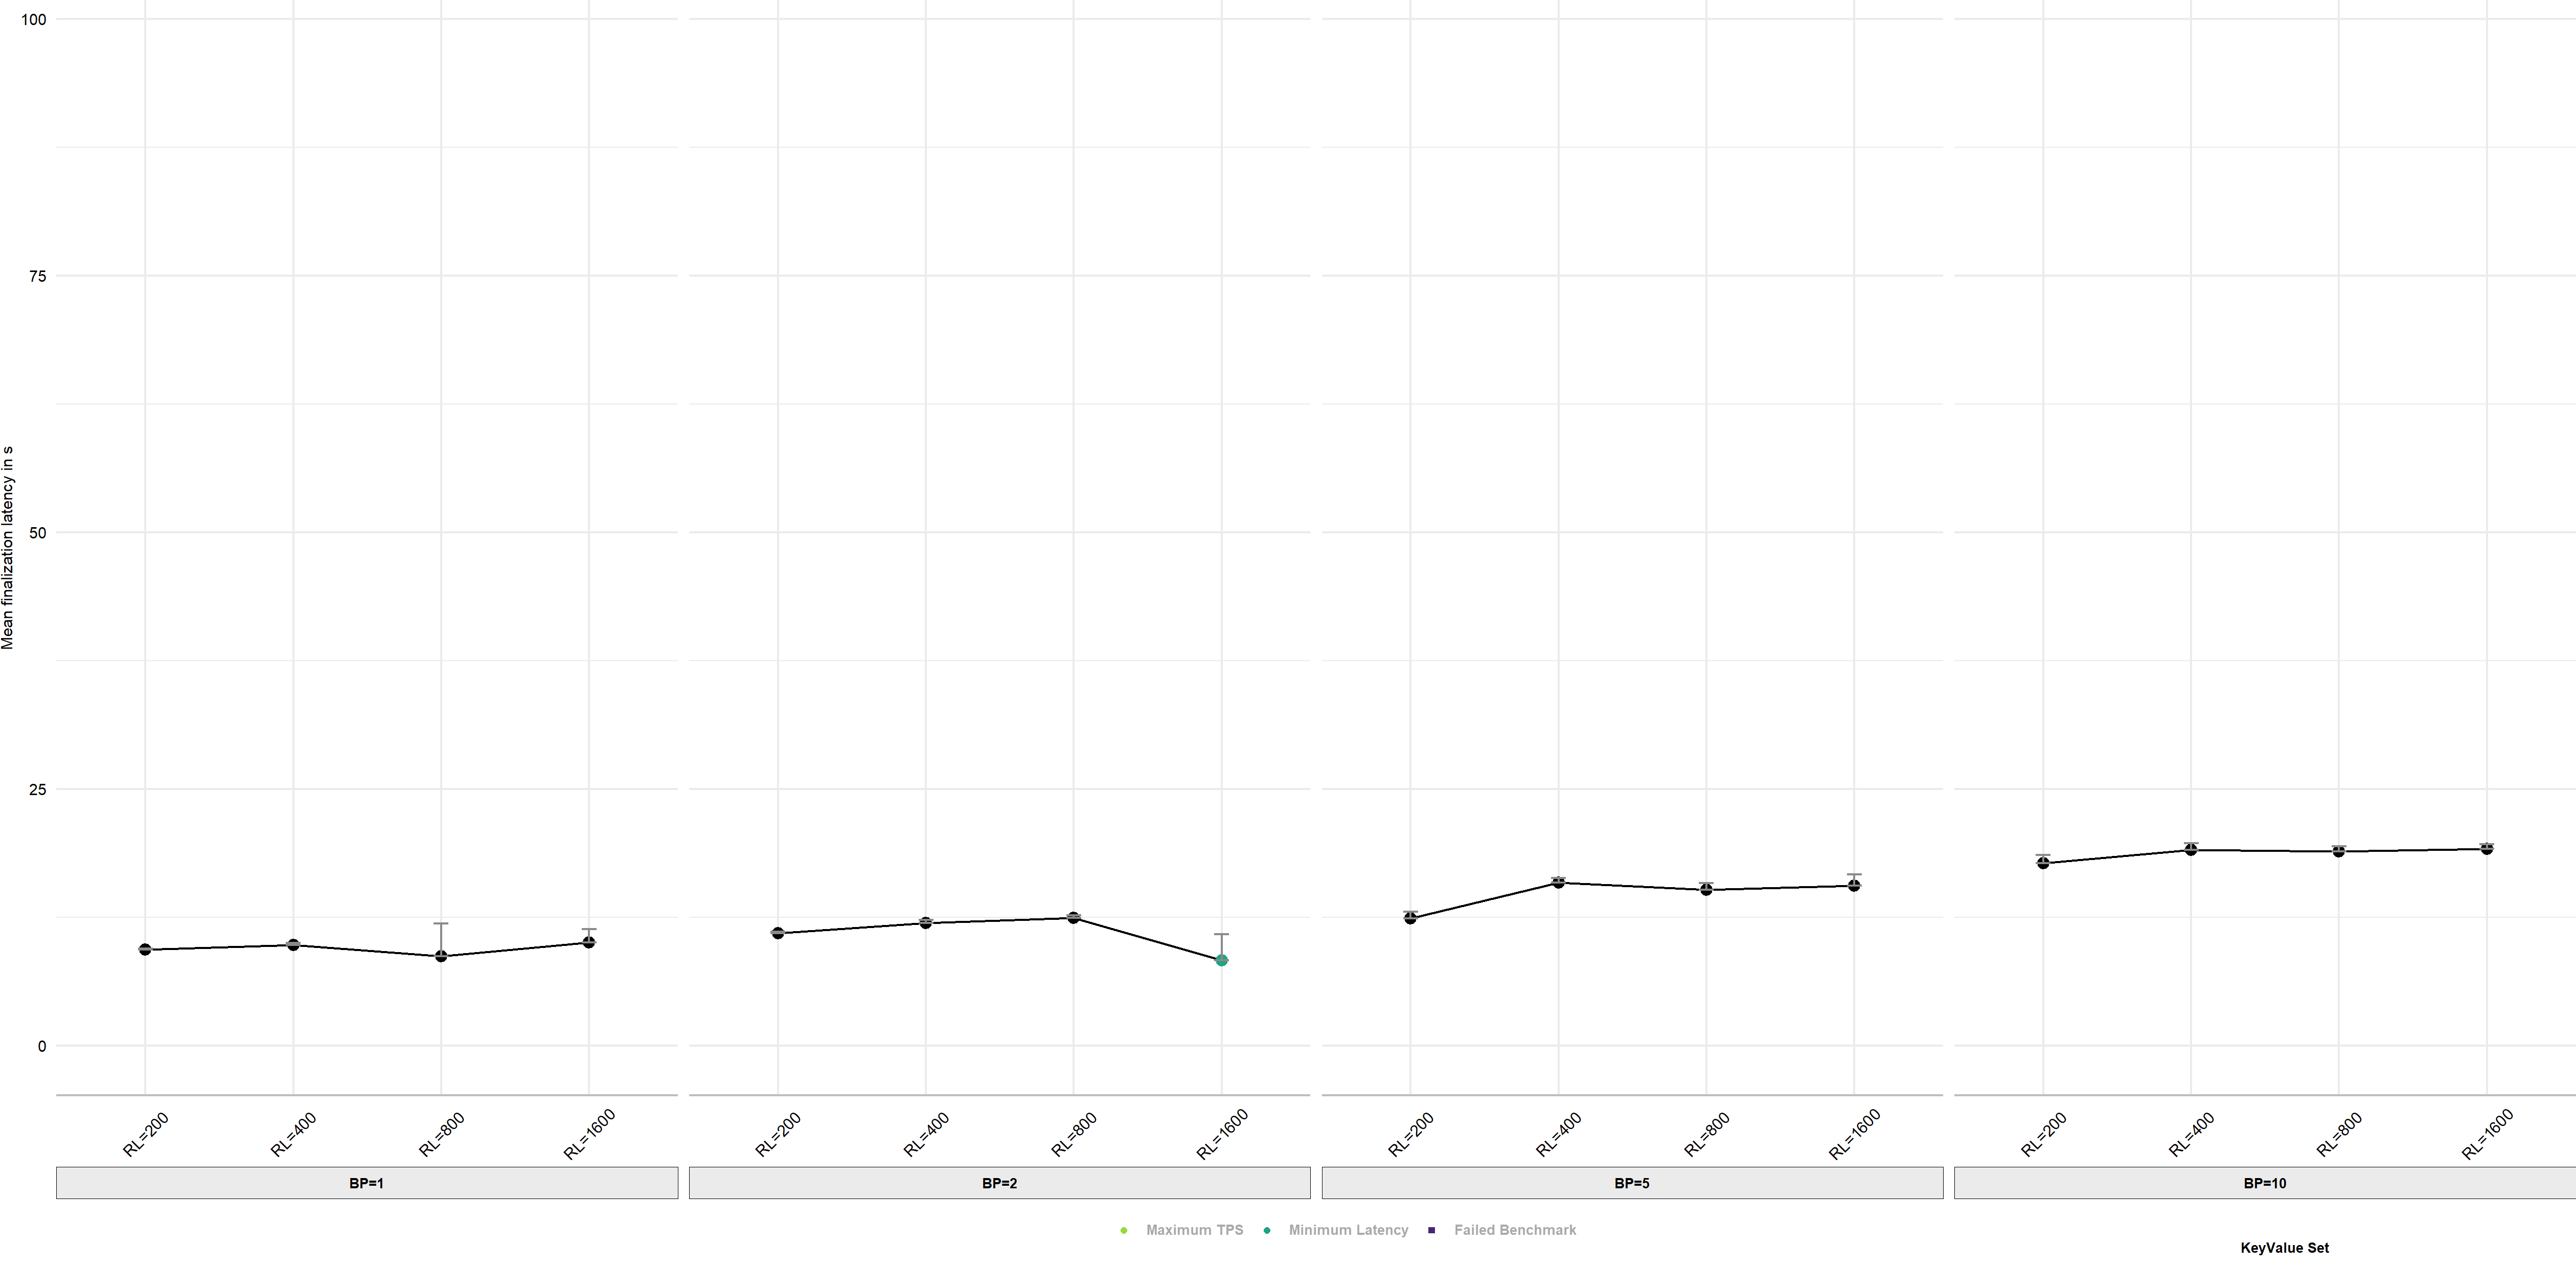 Mean finalization latency in s
100
75
50
25
0
RL=200 RL=400 RL=800 RL=1600 RL=200 RL=400 RL=800 RL=1600 RL=200 RL=400 RL=800 RL=1600 RL=200 RL=400 RL=800 RL=1600
BP=1 BP=2 BP=5 BP=10
Maximum TPS Minimum Latency Failed Benchmark
KeyValue Set